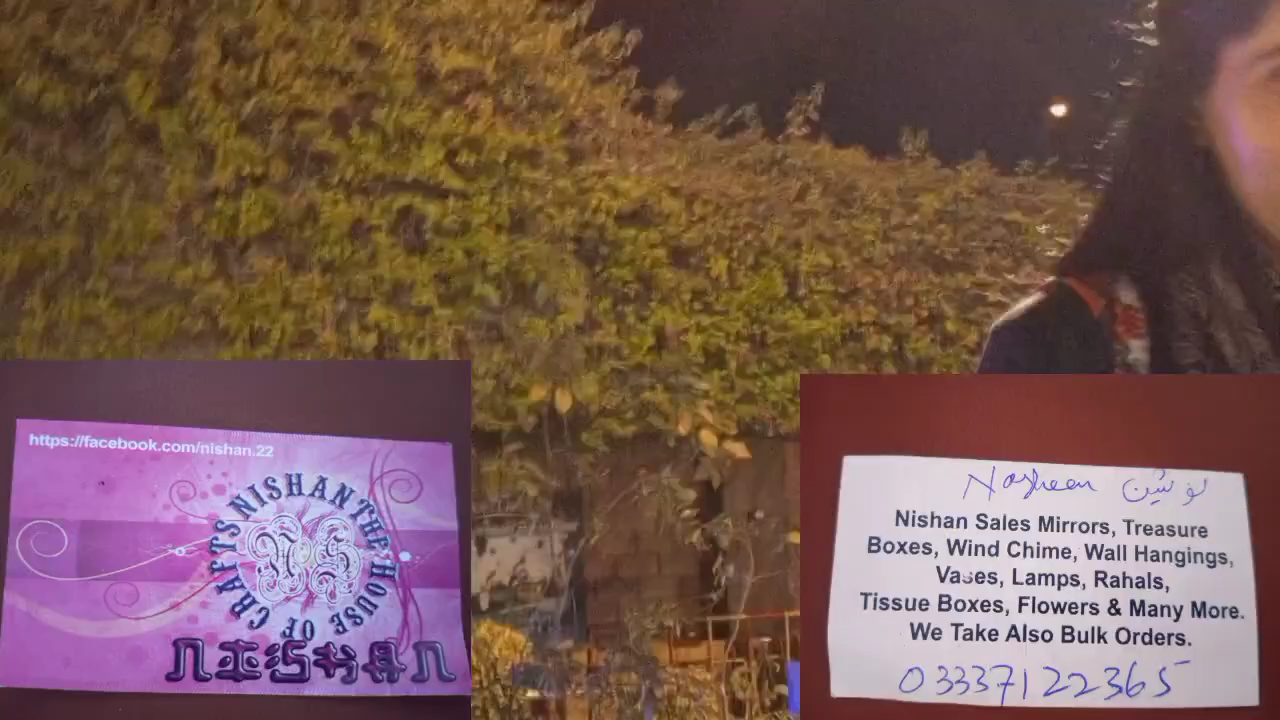 https://facebook.com/nishan.22
NISHAN THE HOUSE OF CRAFTS
NISHAN
Nosheen نوشین
Nishan Sales Mirrors, Treasure
Boxes, Wind Chime, Wall Hangings,
Vases, Lamps, Rahals,
Tissue Boxes, Flowers & Many More.
We Take Also Bulk Orders.
03337122365